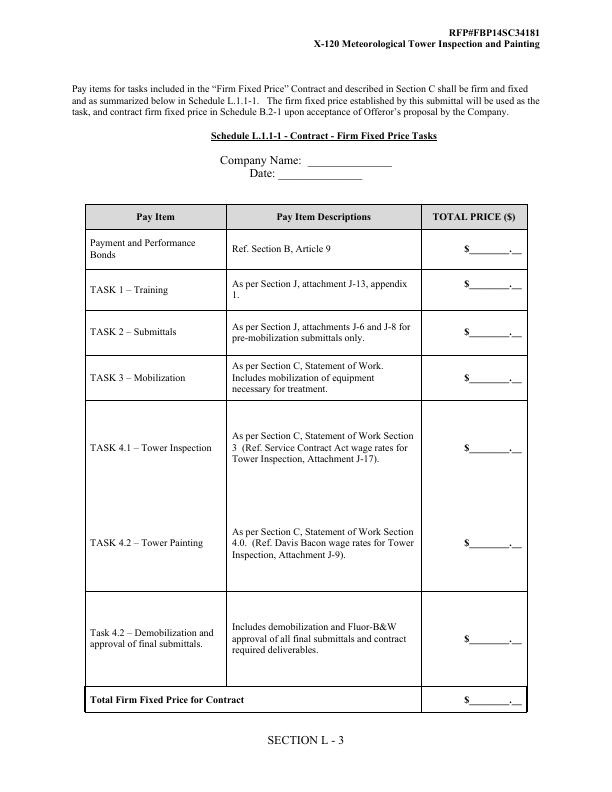 RFP#FBP14SC34181
X-120 Meteorological Tower Inspection and Painting
Pay items for tasks included in the “Firm Fixed Price” Contract and described in Section C shall be firm and fixed
and as summarized below in Schedule L.1.1-1.   The firm fixed price established by this submittal will be used as the
task, and contract firm fixed price in Schedule B.2-1 upon acceptance of Offeror’s proposal by the Company.
Schedule L.1.1-1 - Contract - Firm Fixed Price Tasks
Company Name:  ______________
Date: ______________
Pay Item
Pay Item Descriptions
TOTAL PRICE ($)
Payment and Performance
Bonds
Ref. Section B, Article 9
$________.__
TASK 1 – Training
As per Section J, attachment J-13, appendix
1.
$________.__
TASK 2 – Submittals
As per Section J, attachments J-6 and J-8 for
pre-mobilization submittals only.
$________.__
TASK 3 – Mobilization
As per Section C, Statement of Work.
Includes mobilization of equipment
necessary for treatment.
$________.__
TASK 4.1 – Tower Inspection
As per Section C, Statement of Work Section
3  (Ref. Service Contract Act wage rates for
Tower Inspection, Attachment J-17).
$________.__
TASK 4.2 – Tower Painting
As per Section C, Statement of Work Section
4.0.  (Ref. Davis Bacon wage rates for Tower
Inspection, Attachment J-9).
$________.__
Task 4.2 – Demobilization and
approval of final submittals.
Includes demobilization and Fluor-B&W
approval of all final submittals and contract
required deliverables.
$________.__
Total Firm Fixed Price for Contract
$________.__
SECTION L - 3